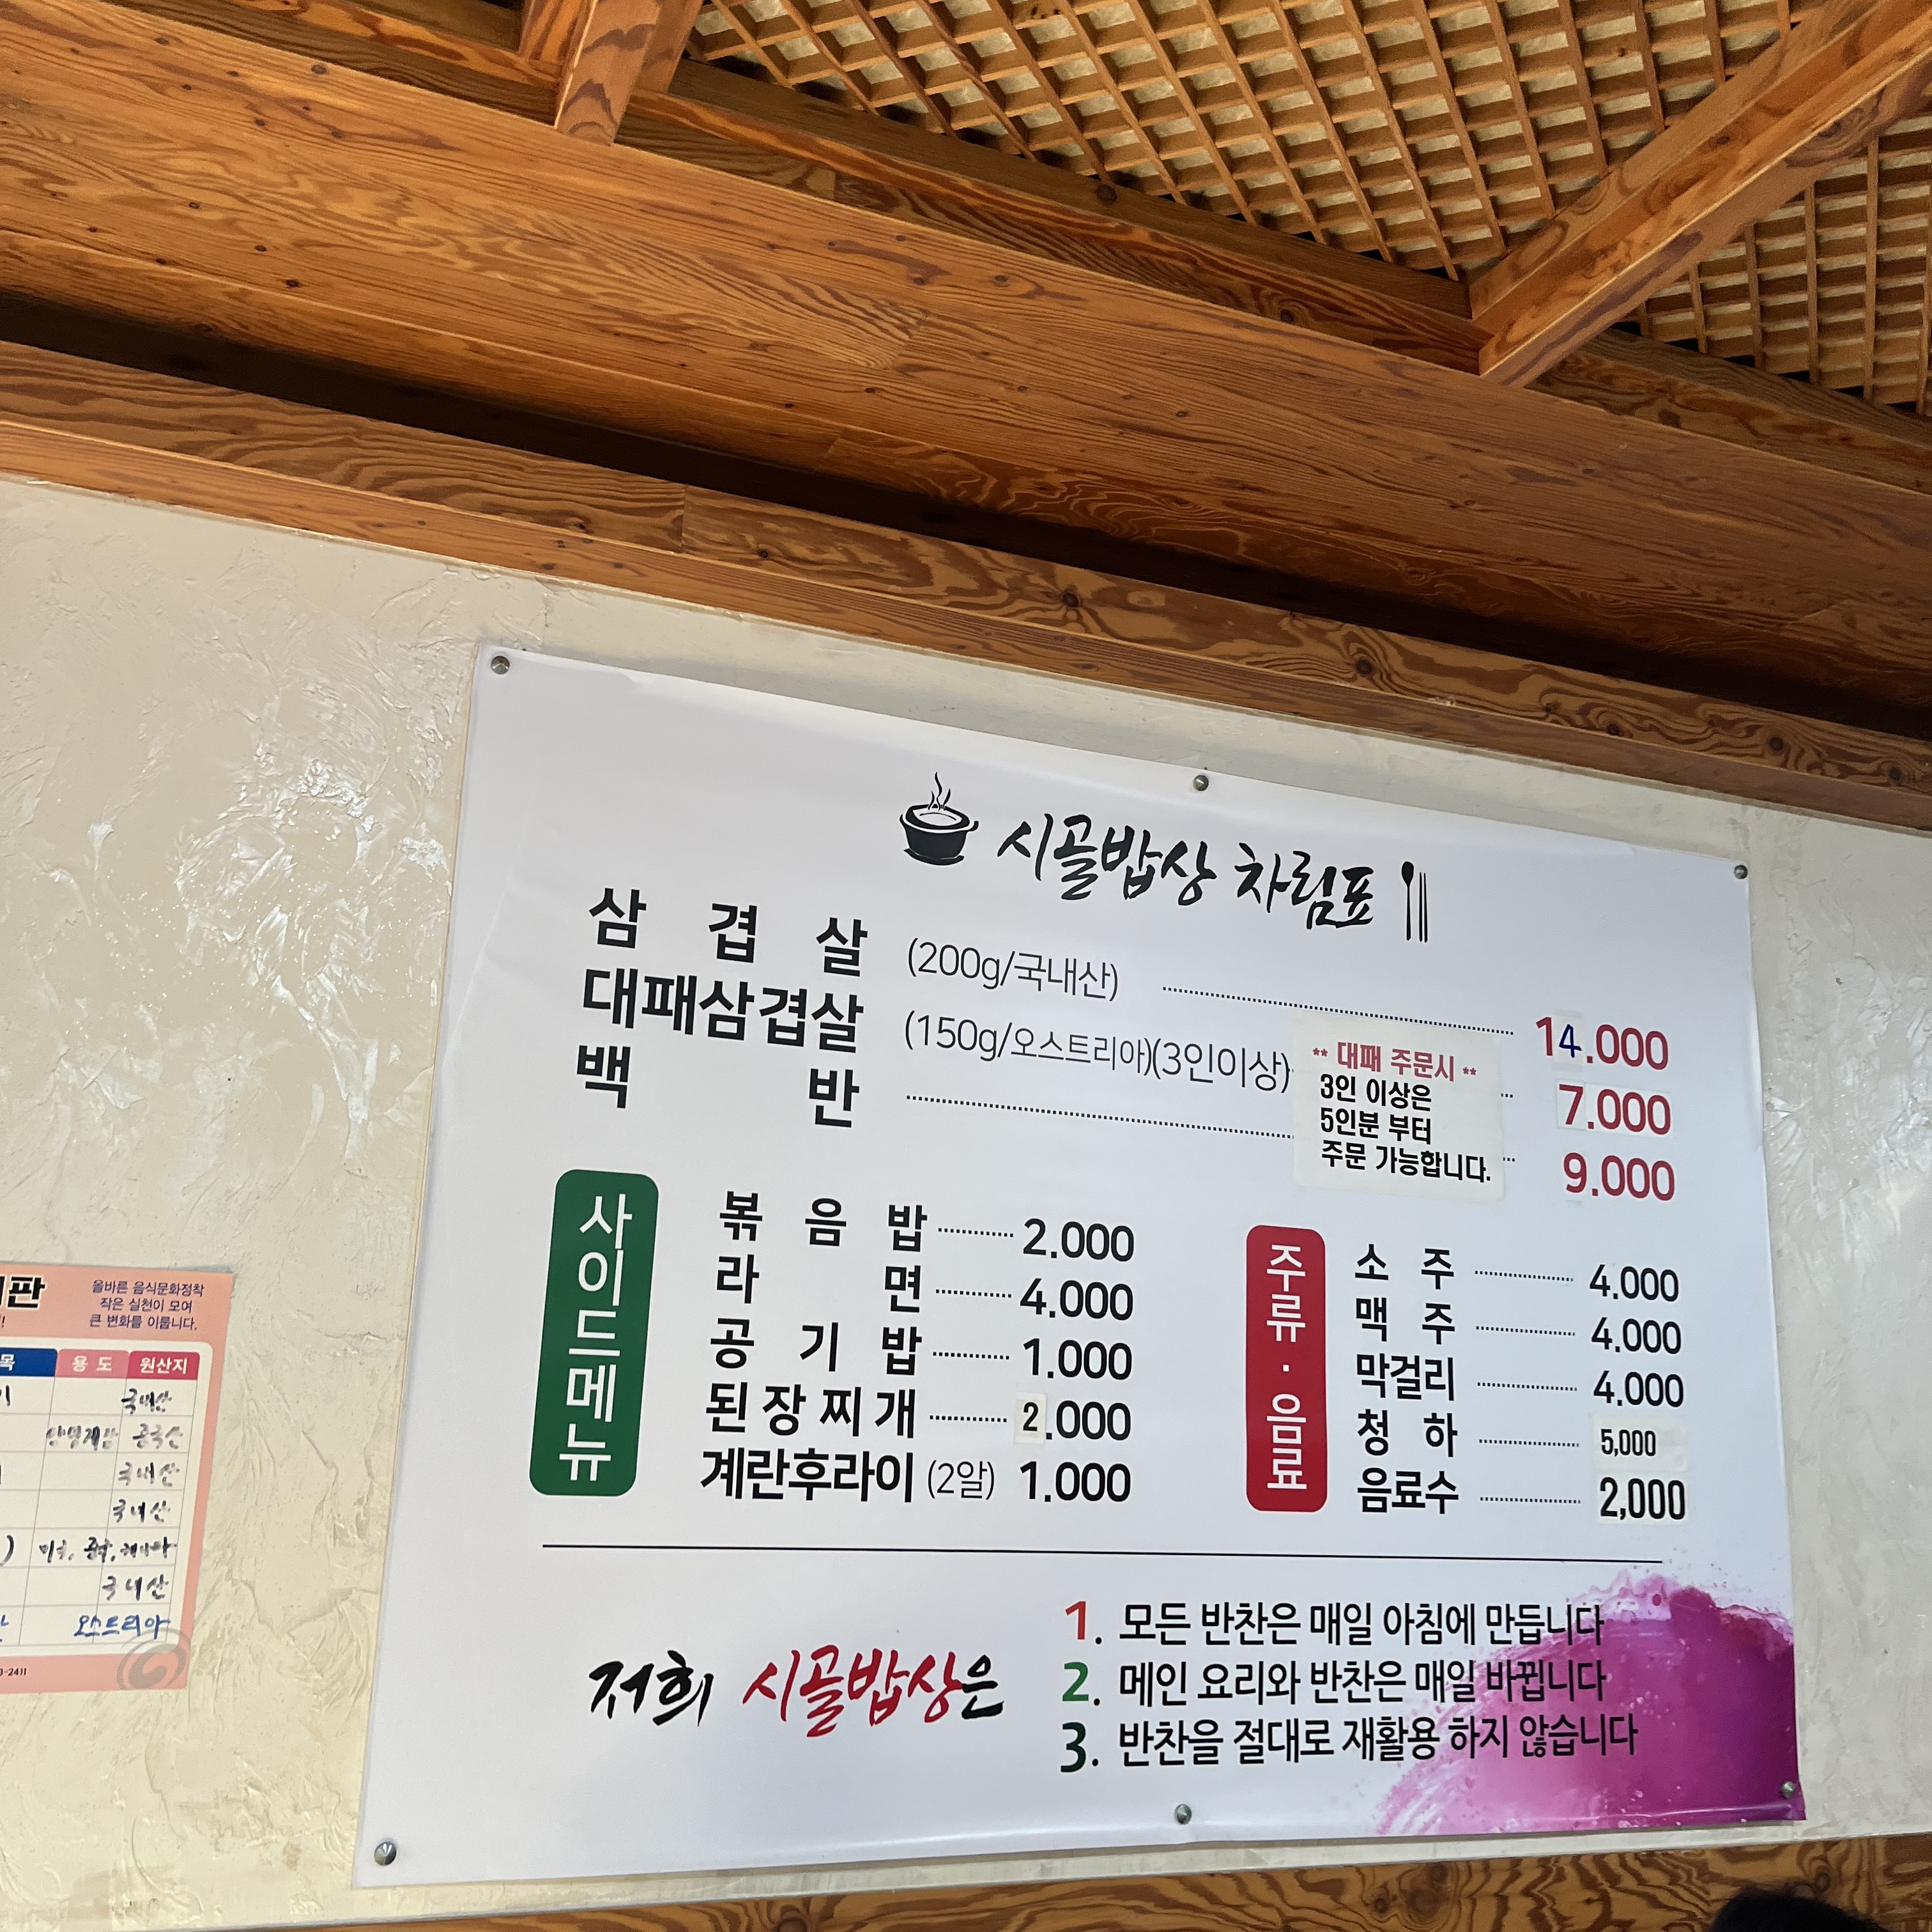 시골밥상 차림표
삼겹살 (200g/국내산) 14.000
대패삼겹살 (150g/오스트리아)(3인이상) 7.000
백반 9.000
** 대패 주문시 **
3인 이상은
5인분 부터
주문 가능합니다.
사이드메뉴
볶음밥 2.000
라면 4.000
공기밥 1.000
된장찌개 2.000
계란후라이 (2알) 1.000
주류·음료
소주 4.000
맥주 4.000
막걸리 4.000
청하 5,000
음료수 2,000
저희 시골밥상은
1. 모든 반찬은 매일 아침에 만듭니다
2. 메인 요리와 반찬은 매일 바뀝니다
3. 반찬을 절대로 재활용 하지 않습니다
판
올바른 음식문화정착
작은 실천이 모여
큰 변화를 이룹니다.
목 용도 원산지
국내산
중국산
국내산
국내산
국내산
오스트리아
-2411